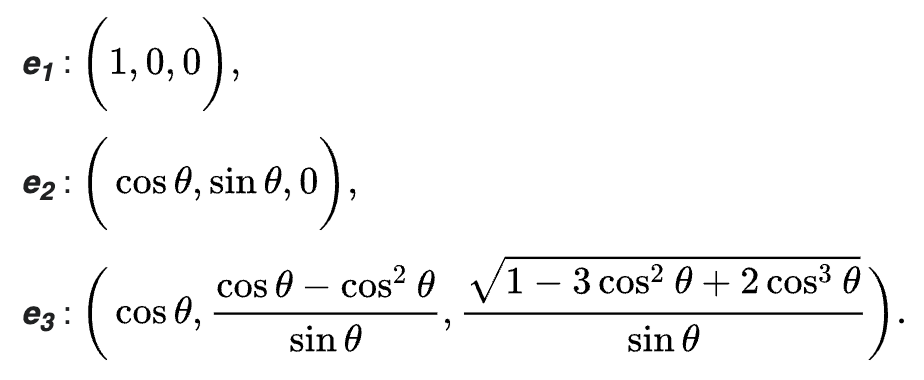 e₁ : (1, 0, 0),
e₂ : (cos θ, sin θ, 0),
e₃ : (cos θ, (cos θ − cos² θ)/(sin θ), √(1 − 3 cos² θ + 2 cos³ θ)/(sin θ)).